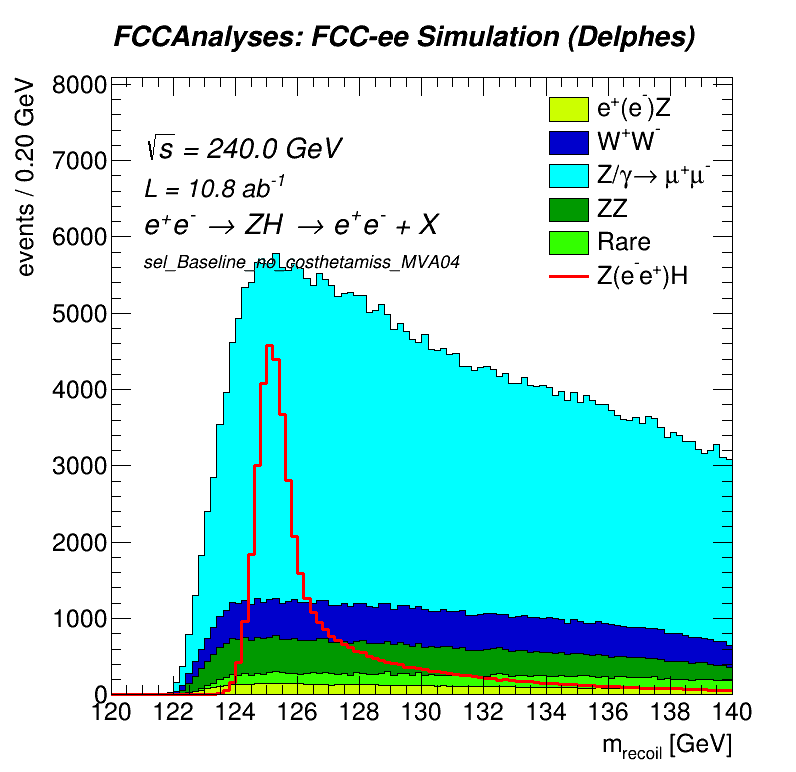 FCCAnalyses: FCC-ee Simulation (Delphes)
events / 0.20 GeV
8000
7000
6000
5000
4000
3000
2000
1000
0
√s = 240.0 GeV
L = 10.8 ab⁻¹
e⁺e⁻ → ZH → e⁺e⁻ + X
sel_Baseline_no_costhetamiss_MVA04
e⁺(e⁻)Z
W⁺W⁻
Z/γ→ μ⁺μ⁻
ZZ
Rare
Z(e⁻e⁺)H
120 122 124 126 128 130 132 134 136 138 140
m_recoil [GeV]